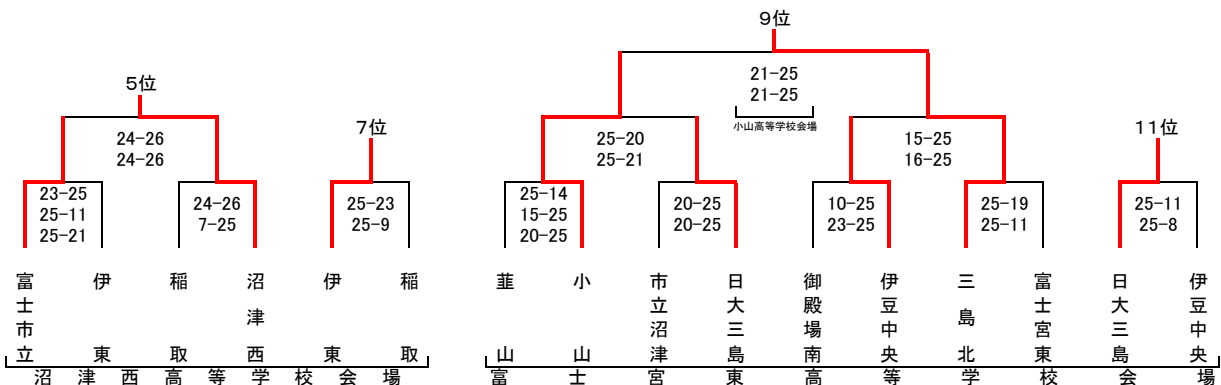 9位
21-25
21-25
小山高等学校会場
5位
24-26
24-26
7位
25-20
25-21
15-25
16-25
11位
23-25
25-11
25-21
24-26
7-25
25-23
25-9
25-14
15-25
20-25
20-25
20-25
10-25
23-25
25-19
25-11
25-11
25-8
富士市立
伊東
稲取
沼津西
伊東
稲取
韮山
小山
市立沼津
日大三島
御殿場南
伊豆中央
三島北
富士宮東
日大三島
伊豆中央
沼津西高等学校会場
富士宮東高等学校会場